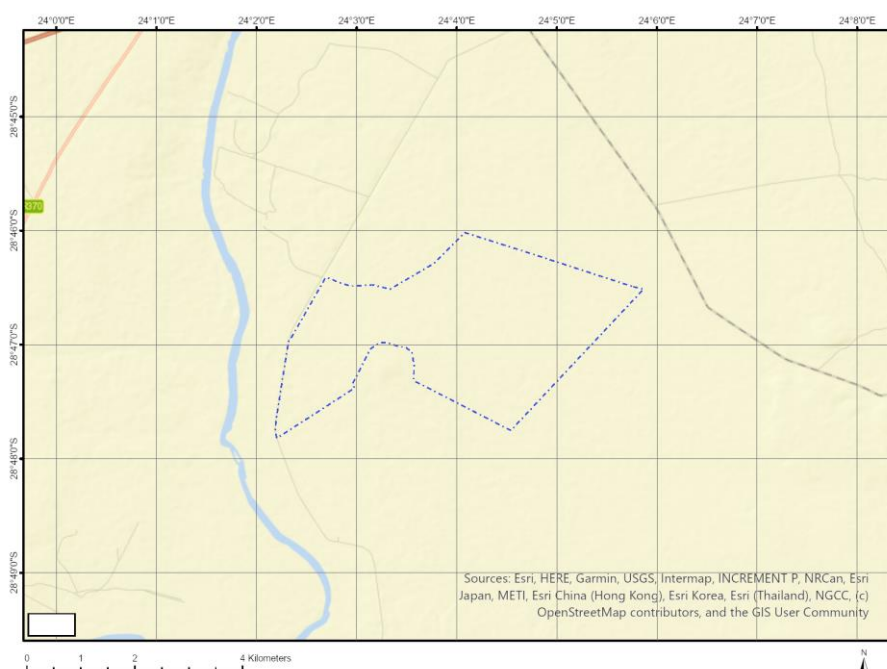 24°0'0"E 24°1'0"E 24°2'0"E 24°3'0"E 24°4'0"E 24°5'0"E 24°6'0"E 24°7'0"E 24°8'0"E
28°45'0"S
370
28°46'0"S
28°47'0"S
28°48'0"S
28°49'0"S
Sources: Esri, HERE, Garmin, USGS, Intermap, INCREMENT P, NRCan, Esri
Japan, METI, Esri China (Hong Kong), Esri Korea, Esri (Thailand), NGCC, (c)
OpenStreetMap contributors, and the GIS User Community
0 1 2 4 Kilometers
N